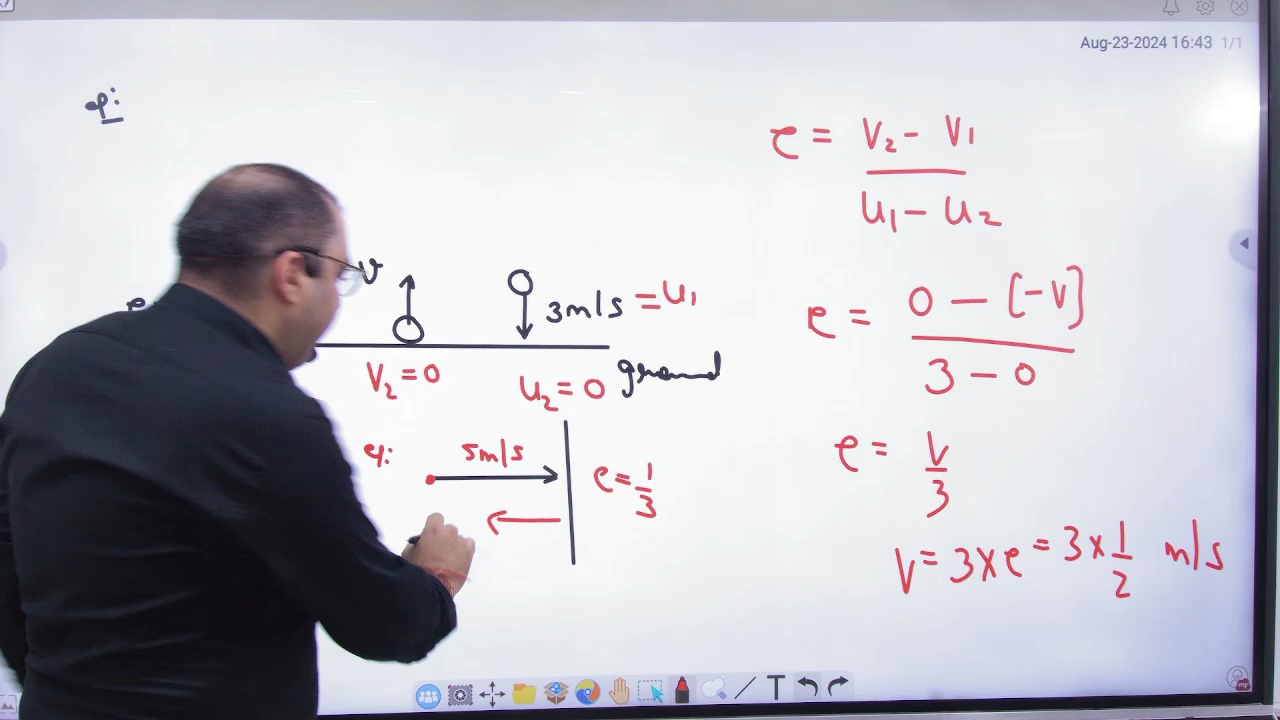 Aug-23-2024 16:43 1/1
φ:
e = V₂ - V₁
u₁ - u₂
v
3m/s = u₁
V₂ = 0
u₂ = 0 ground
e = 0 - [-v]
3 - 0
e = v
3
5m/s
e = 1
3
V = 3×e = 3×1 m/s
2
T